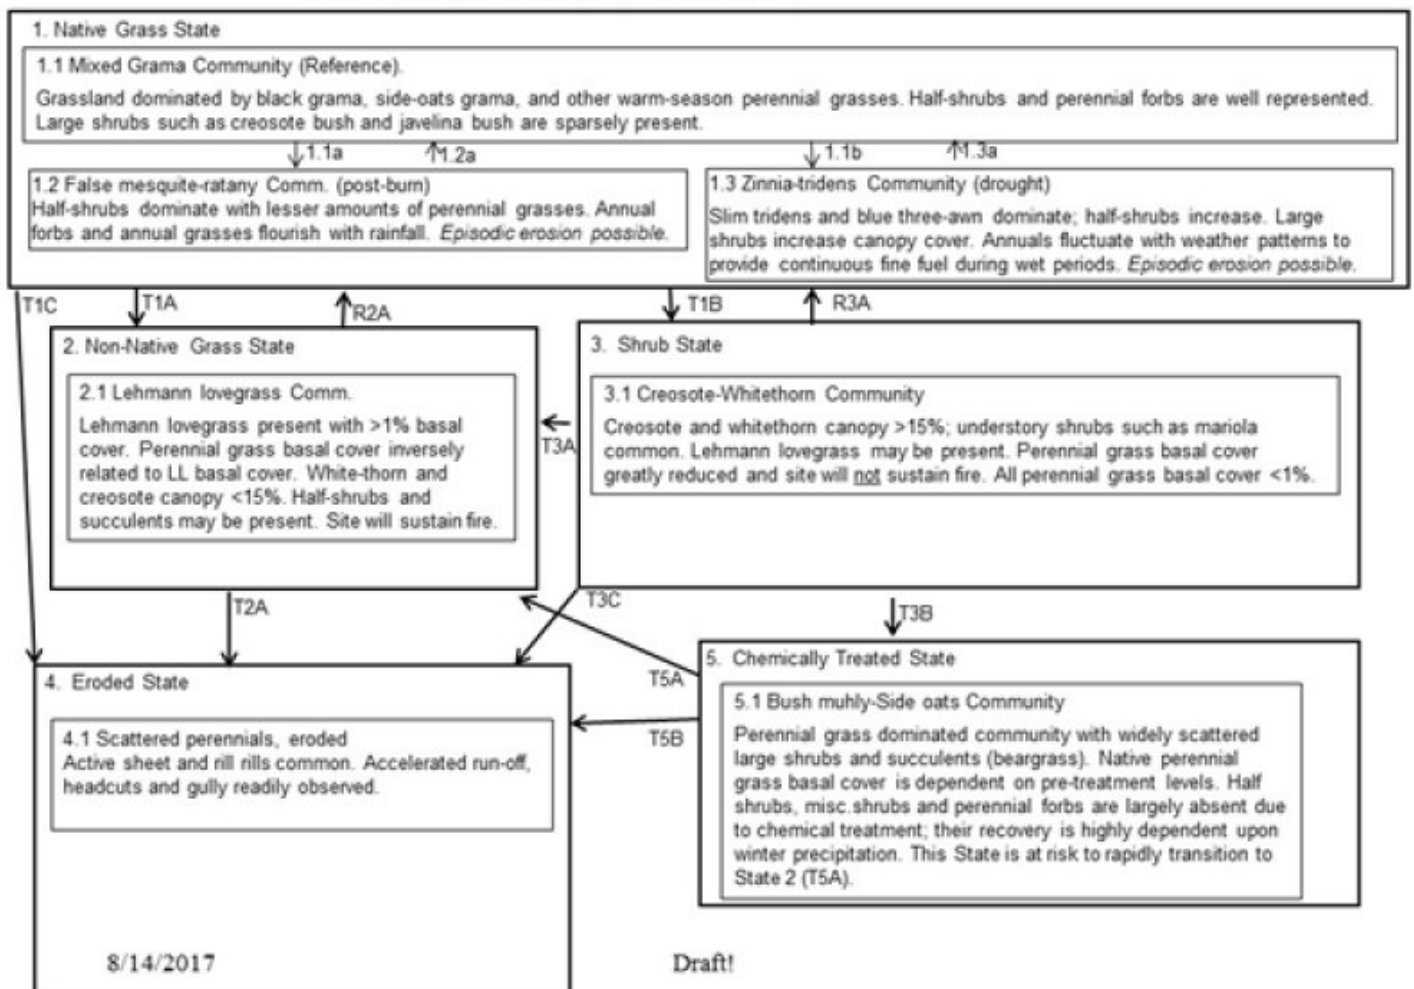 1. Native Grass State
1.1 Mixed Grama Community (Reference).
Grassland dominated by black grama, side-oats grama, and other warm-season perennial grasses. Half-shrubs and perennial forbs are well represented.
Large shrubs such as creosote bush and javelina bush are sparsely present.
1.1a
1.2a
1.1b
1.3a
1.2 False mesquite-ratany Comm. (post-burn)
Half-shrubs dominate with lesser amounts of perennial grasses. Annual
forbs and annual grasses flourish with rainfall. Episodic erosion possible.
1.3 Zinnia-tridens Community (drought)
Slim tridens and blue three-awn dominate; half-shrubs increase. Large
shrubs increase canopy cover. Annuals fluctuate with weather patterns to
provide continuous fine fuel during wet periods. Episodic erosion possible.
T1C
T1A
R2A
T1B
R3A
2. Non-Native Grass State
2.1 Lehmann lovegrass Comm.
Lehmann lovegrass present with >1% basal
cover. Perennial grass basal cover inversely
related to LL basal cover. White-thorn and
creosote canopy <15%. Half-shrubs and
succulents may be present. Site will sustain fire.
T3A
3. Shrub State
3.1 Creosote-Whitethorn Community
Creosote and whitethorn canopy >15%; understory shrubs such as mariola
common. Lehmann lovegrass may be present. Perennial grass basal cover
greatly reduced and site will not sustain fire. All perennial grass basal cover <1%.
T2A
T3C
T3B
4. Eroded State
4.1 Scattered perennials, eroded
Active sheet and rill rills common. Accelerated run-off,
headcuts and gully readily observed.
T5A
T5B
5. Chemically Treated State
5.1 Bush muhly-Side oats Community
Perennial grass dominated community with widely scattered
large shrubs and succulents (beargrass). Native perennial
grass basal cover is dependent on pre-treatment levels. Half
shrubs, misc.shrubs and perennial forbs are largely absent due
to chemical treatment; their recovery is highly dependent upon
winter precipitation. This State is at risk to rapidly transition to
State 2 (T5A).
8/14/2017
Draft!